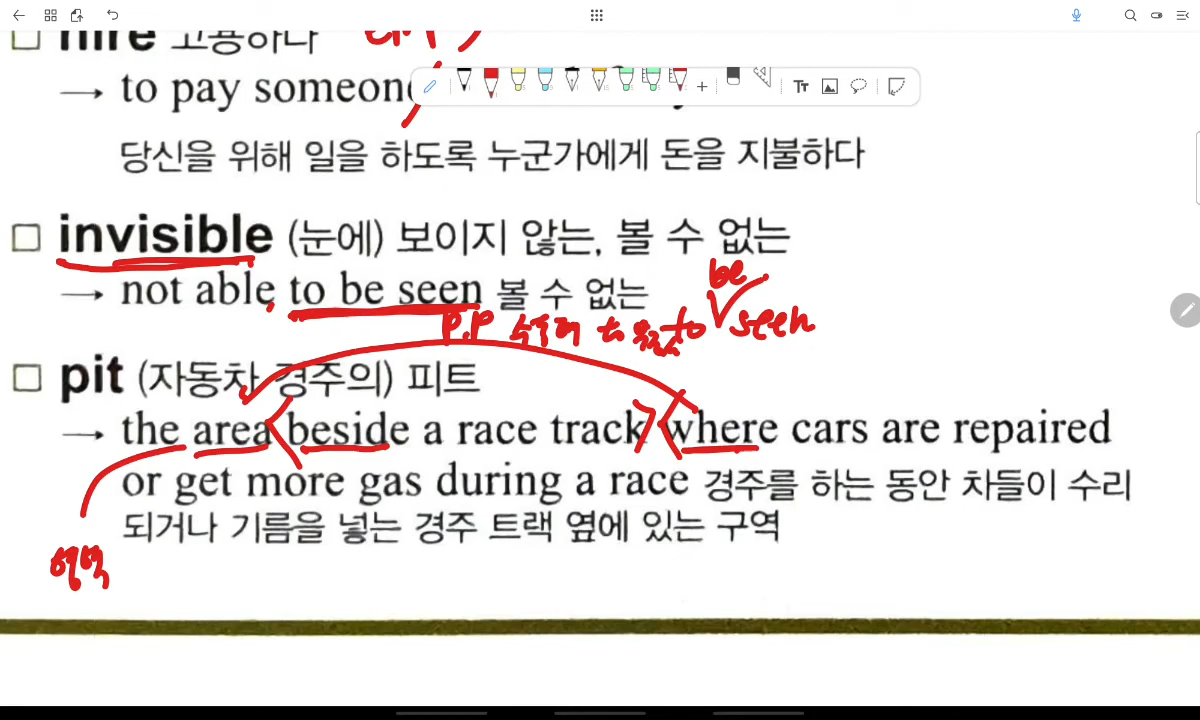 hire 고용하다
→ to pay someone
당신을 위해 일을 하도록 누군가에게 돈을 지불하다
invisible (눈에) 보이지 않는, 볼 수 없는
→ not able to be seen 볼 수 없는
be
p.p to seen
pit (자동차 경주의) 피트
→ the area beside a race track where cars are repaired
or get more gas during a race 경주를 하는 동안 차들이 수리
되거나 기름을 넣는 경주 트랙 옆에 있는 구역